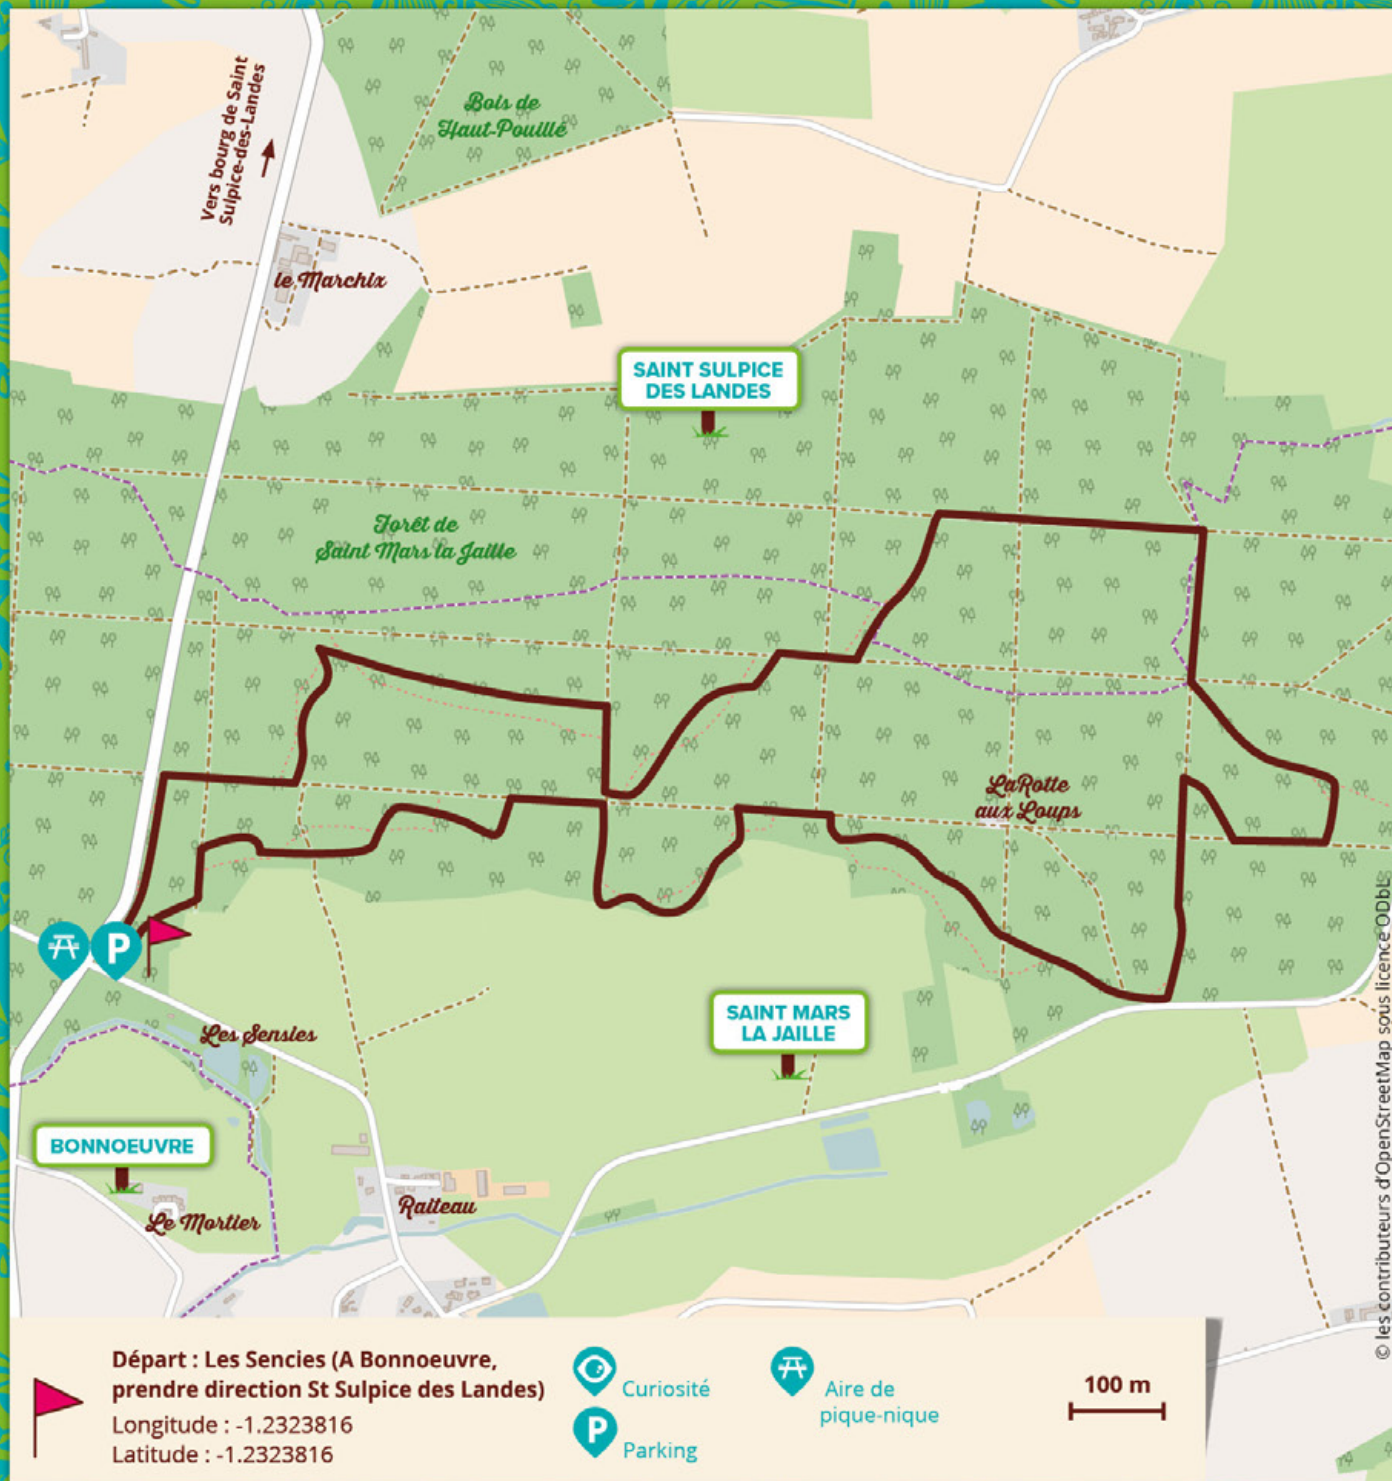 Vers bourg de Saint
Sulpice-des-Landes
Bois de
Haut-Pouillé
le Marchix
SAINT SULPICE
DES LANDES
Forêt de
Saint Mars la Jaille
LaRotte
aux Loups
P
Les Sensies
SAINT MARS
LA JAILLE
BONNOEUVRE
Le Mortier
Raiteau
© les contributeurs d'OpenStreetMap sous licence ODbL
Départ : Les Sencies (A Bonnoeuvre,
prendre direction St Sulpice des Landes)
Longitude : -1.2323816
Latitude : -1.2323816
Curiosité
P
Parking
Aire de
pique-nique
100 m